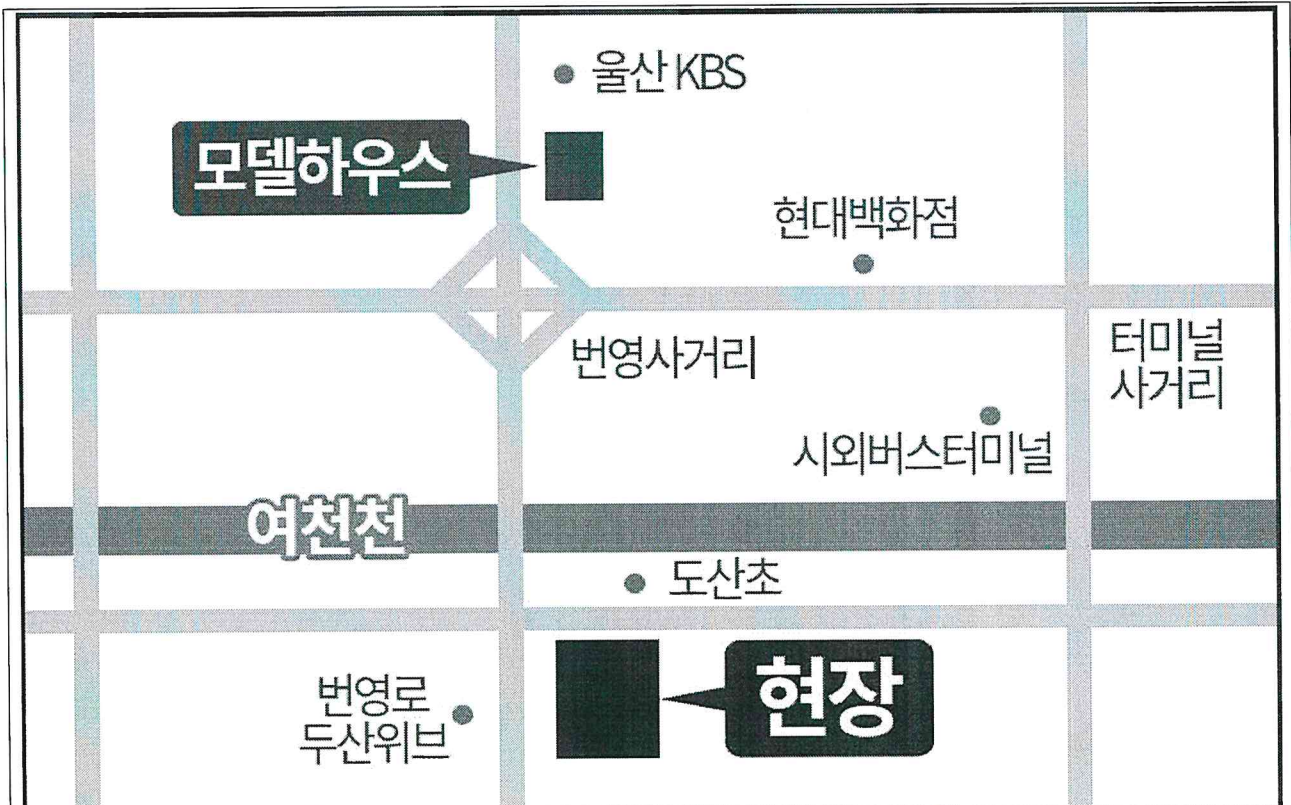 울산 KBS
모델하우스
현대백화점
번영사거리
터미널
사거리
시외버스터미널
여천천
도산초
현장
번영로
두산위브